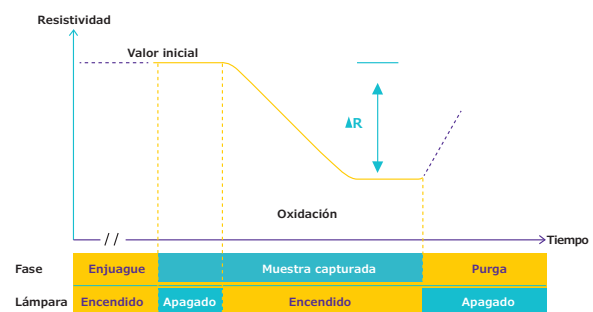 Resistividad
Valor inicial
ΔR
Oxidación
Tiempo
Fase Enjuague Muestra capturada Purga
Lámpara Encendido Apagado Encendido Apagado